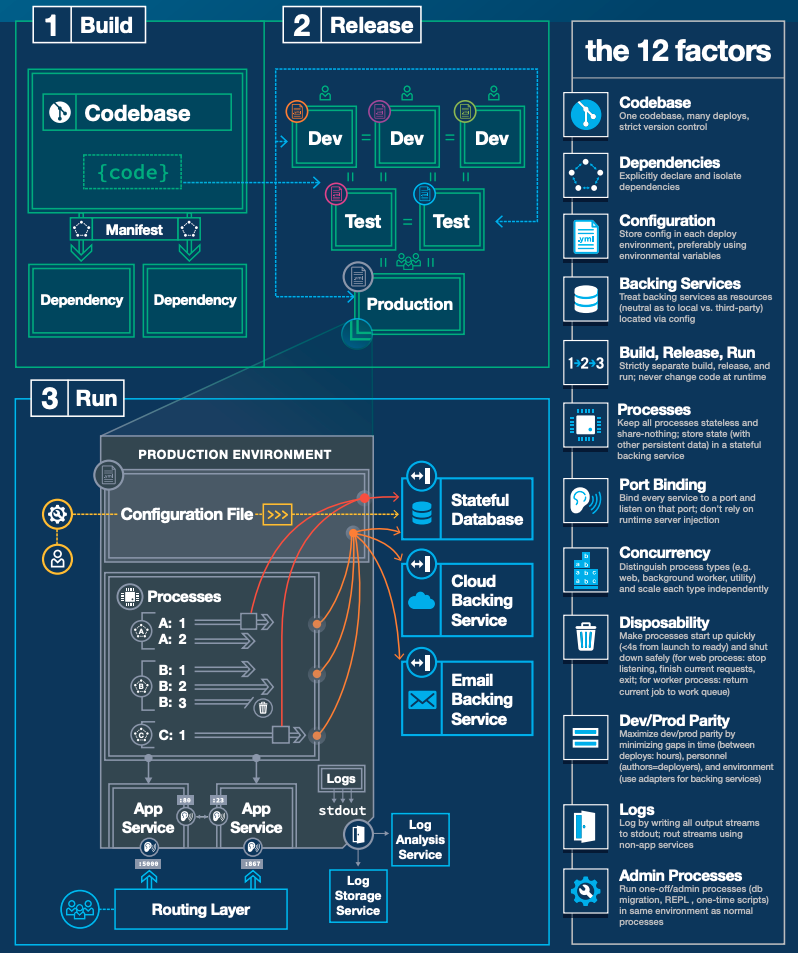 1 Build
Codebase
{code}
Manifest
Dependency
Dependency
2 Release
Dev = Dev = Dev
Test = Test
Production
3 Run
PRODUCTION ENVIRONMENT
Configuration File >>>
Processes
A
A: 1
A: 2
B
B: 1
B: 2
B: 3
C
C: 1
Stateful
Database
Cloud
Backing
Service
Email
Backing
Service
App
Service
:80
:23
App
Service
:5000
:867
Logs
stdout
Log
Analysis
Service
Log
Storage
Service
Routing Layer
the 12 factors
Codebase
One codebase, many deploys,
strict version control
Dependencies
Explicitly declare and isolate
dependencies
.yml
Configuration
Store config in each deploy
environment, preferably using
environmental variables
Backing Services
Treat backing services as resources
(neutral as to local vs. third-party)
located via config
1→2→3
Build, Release, Run
Strictly separate build, release, and
run; never change code at runtime
Processes
Keep all processes stateless and
share-nothing; store state (with
other persistent data) in a stateful
backing service
Port Binding
Bind every service to a port and
listen on that port; don't rely on
runtime server injection
b
a b
a b c
a b c
Concurrency
Distinguish process types (e.g.
web, background worker, utility)
and scale each type independently
Disposability
Make processes start up quickly
(<4s from launch to ready) and shut
down safely (for web process: stop
listening, finish current requests,
exit; for worker process: return
current job to work queue)
Dev/Prod Parity
Maximize dev/prod parity by
minimizing gaps in time (between
deploys: hours), personnel
(authors=deployers), and environment
(use adapters for backing services)
Logs
Log by writing all output streams
to stdout; rout streams using
non-app services
Admin Processes
Run one-off/admin processes (db
migration, REPL , one-time scripts)
in same environment as normal
processes